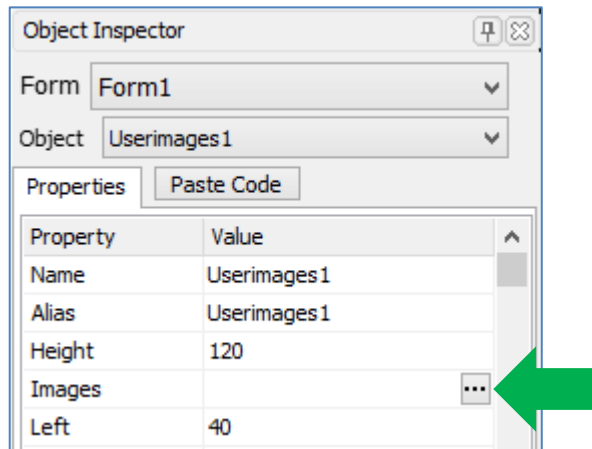 Object Inspector
Form Form1
Object Userimages1
Properties Paste Code
Property Value
Name Userimages1
Alias Userimages1
Height 120
Images ...
Left 40